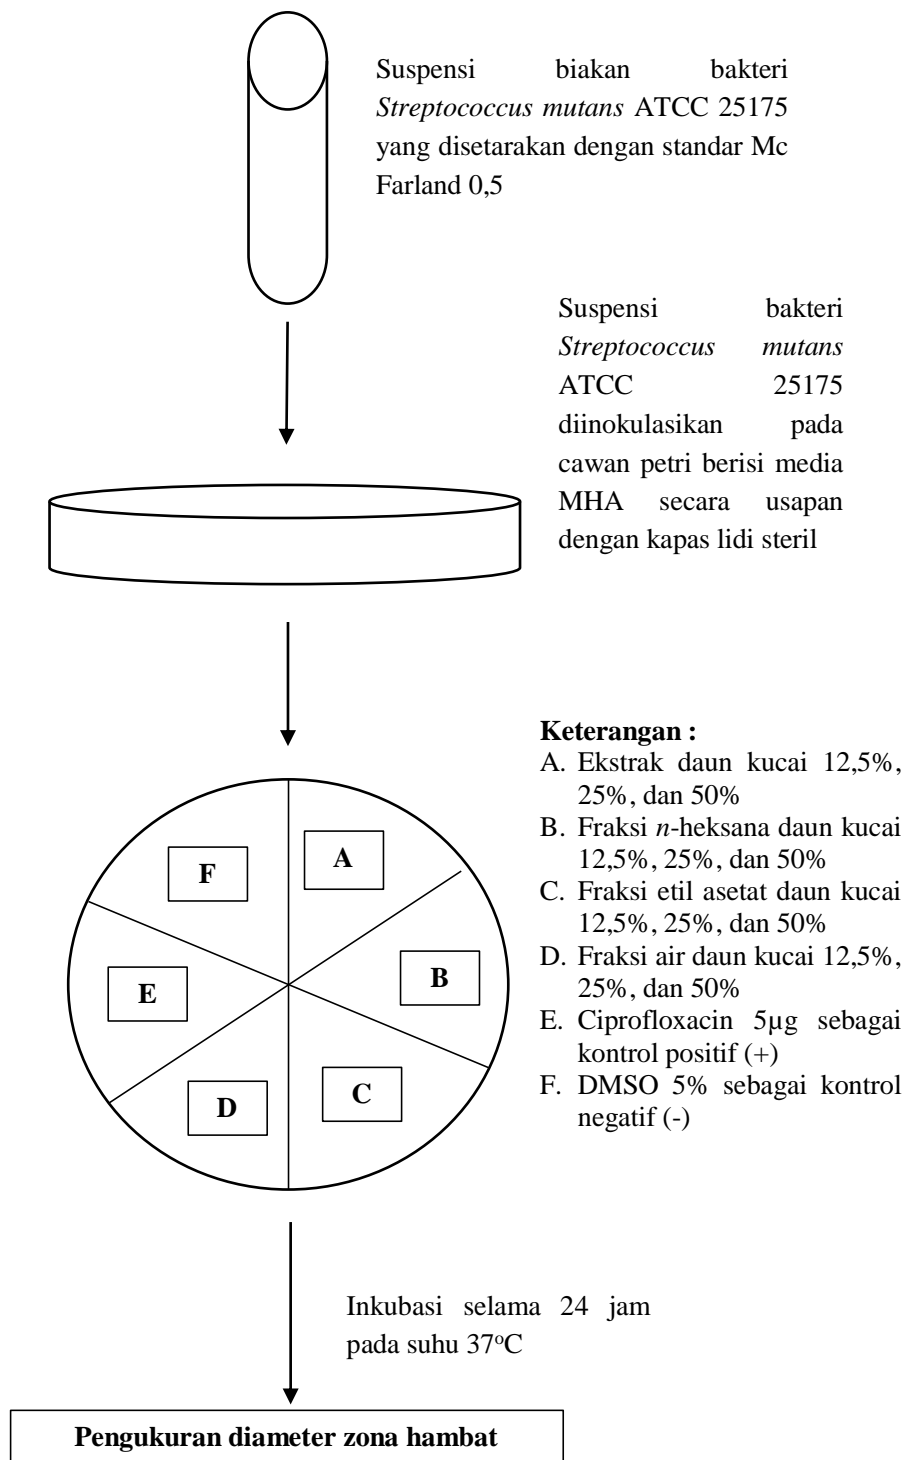 Suspensi biakan bakteri
Streptococcus mutans ATCC 25175
yang disetarakan dengan standar Mc
Farland 0,5
Suspensi bakteri
Streptococcus mutans
ATCC 25175
diinokulasikan pada
cawan petri berisi media
MHA secara usapan
dengan kapas lidi steril
Keterangan :
A. Ekstrak daun kucai 12,5%,
25%, dan 50%
B. Fraksi n-heksana daun kucai
12,5%, 25%, dan 50%
C. Fraksi etil asetat daun kucai
12,5%, 25%, dan 50%
D. Fraksi air daun kucai 12,5%,
25%, dan 50%
E. Ciprofloxacin 5µg sebagai
kontrol positif (+)
F. DMSO 5% sebagai kontrol
negatif (-)
F
A
E
B
D
C
Inkubasi selama 24 jam
pada suhu 37°C
Pengukuran diameter zona hambat